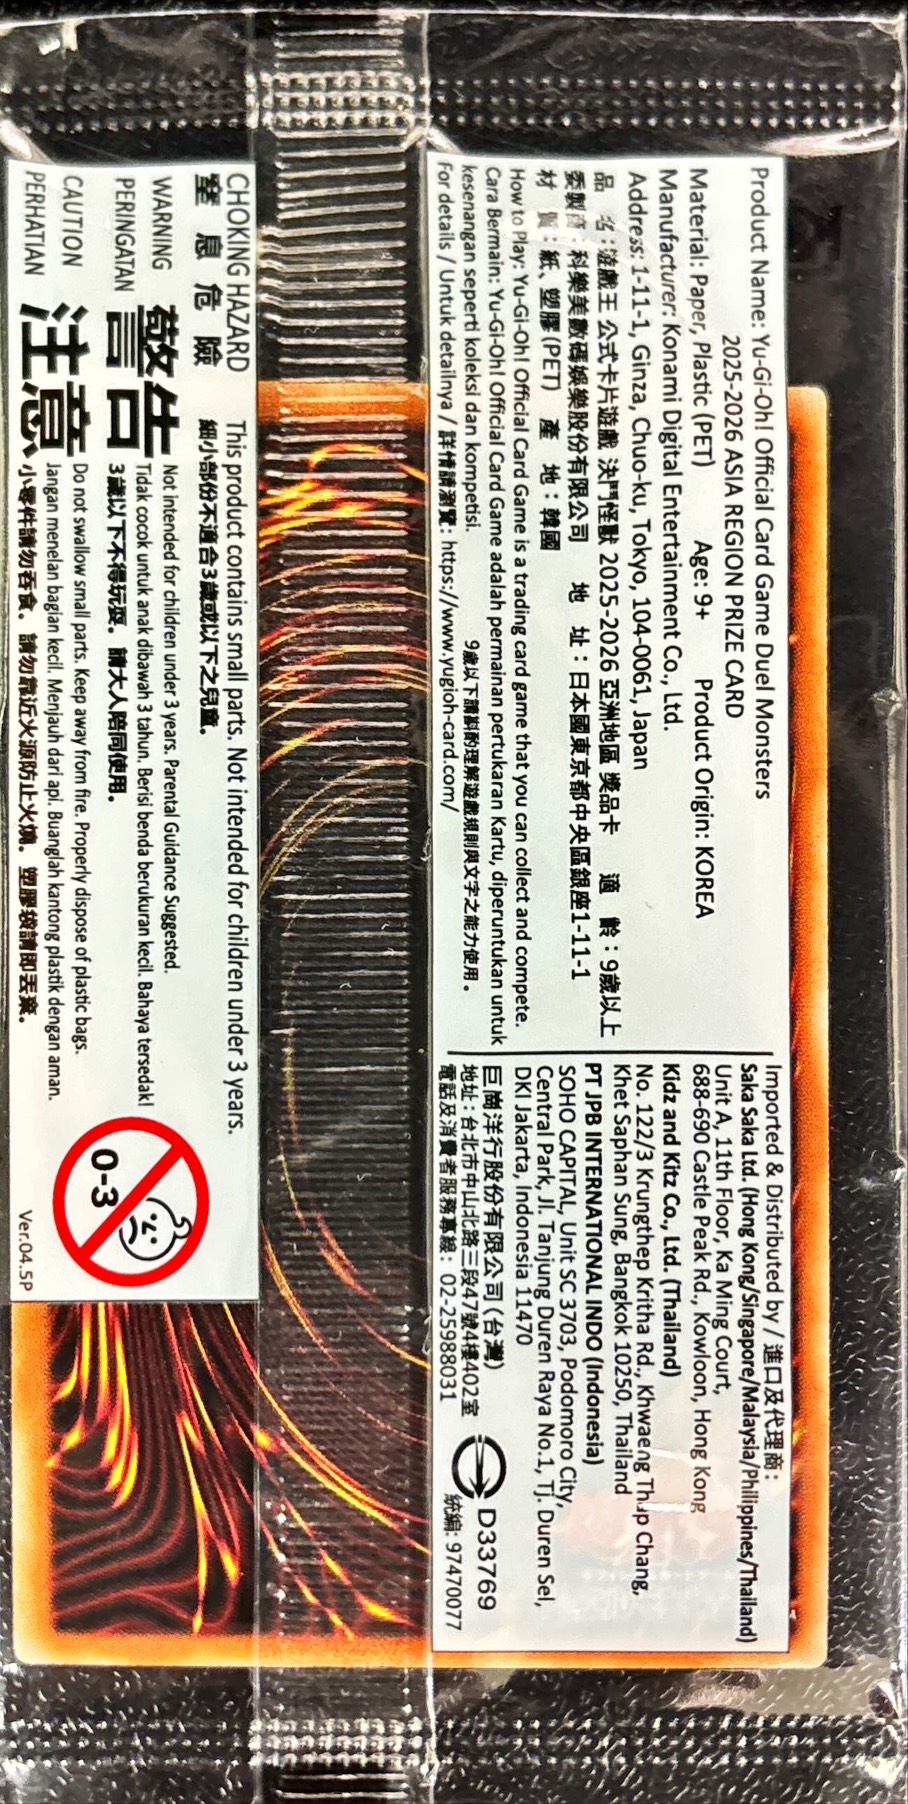 Product Name: Yu-Gi-Oh! Official Card Game Duel Monsters
2025-2026 ASIA REGION PRIZE CARD
Material: Paper, Plastic (PET) Age: 9+ Product Origin: KOREA
Manufacturer: Konami Digital Entertainment Co., Ltd.
Address: 1-11-1, Ginza, Chuo-ku, Tokyo, 104-0061, Japan
品 名:遊戲王 公式卡片遊戲 決鬥怪獸 2025-2026 亞洲地區 獎品卡 適 齡:9歲以上
委製商:科樂美數碼娛樂股份有限公司 地 址:日本國東京都中央區銀座1-11-1
材 質:紙、塑膠(PET) 產 地:韓國
How to Play: Yu-Gi-Oh! Official Card Game is a trading card game that you can collect and compete.
Cara Bermain: Yu-Gi-Oh! Official Card Game adalah permainan pertukaran Kartu, diperuntukan untuk
kesenangan seperti koleksi dan kompetisi. 9歲以下請斟酌理解遊戲規則與文字之能力使用。
For details / Untuk detailnya / 詳情請瀏覽: https://www.yugioh-card.com/
Imported & Distributed by / 進口及代理商:
Saka Saka Ltd. (Hong Kong/Singapore/Malaysia/Philippines/Thailand)
Unit A, 11th Floor, Ka Ming Court,
688-690 Castle Peak Rd., Kowloon, Hong Kong
Kidz and Kitz Co., Ltd. (Thailand)
No. 122/3 Krungthep Kritha Rd., Khwaeng Thap Chang,
Khet Saphan Sung, Bangkok 10250, Thailand
PT JPB INTERNATIONAL INDO (Indonesia)
SOHO CAPITAL, Unit SC 3703, Podomoro City,
Central Park, Jl. Tanjung Duren Raya No.1, Tj. Duren Sel,
DKI Jakarta, Indonesia 11470
巨崗洋行股份有限公司(台灣)
地址:台北市中山北路三段47號4樓402室
電話及消費者服務專線: 02-25988031
D33769
統編: 97470077
CHOKING HAZARD This product contains small parts. Not intended for children under 3 years.
窒息危險 細小部份不適合3歲或以下之兒童。
WARNING
PERINGATAN
警告
Not intended for children under 3 years. Parental Guidance Suggested.
Tidak cocok untuk anak dibawah 3 tahun. Berisi benda berukuran kecil. Bahaya tersedak!
3歲以下不得玩耍。請大人陪同使用。
CAUTION
PERHATIAN
注意
Do not swallow small parts. Keep away from fire. Properly dispose of plastic bags.
Jangan menelan bagian kecil. Menjauh dari api. Buanglah kantong plastik dengan aman.
小零件請勿吞食。請勿靠近火源防止火燒。塑膠袋請即丟棄。
0-3
Ver.04.5P